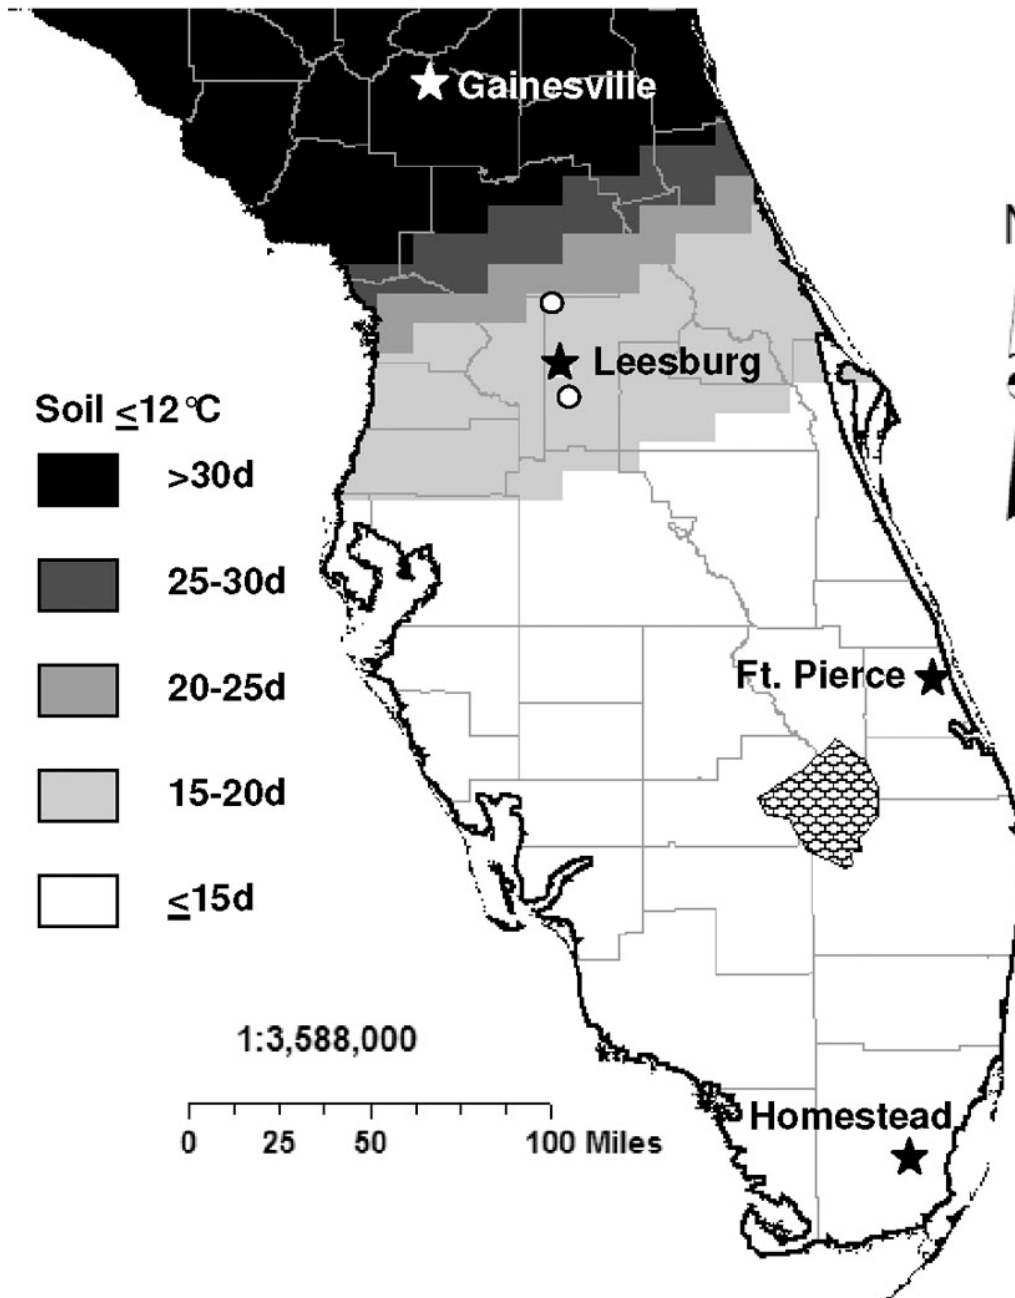 Gainesville
N
Leesburg
Soil ≤12°C
>30d
25-30d
20-25d
15-20d
≤15d
Ft. Pierce
1:3,588,000
0 25 50 100 Miles
Homestead